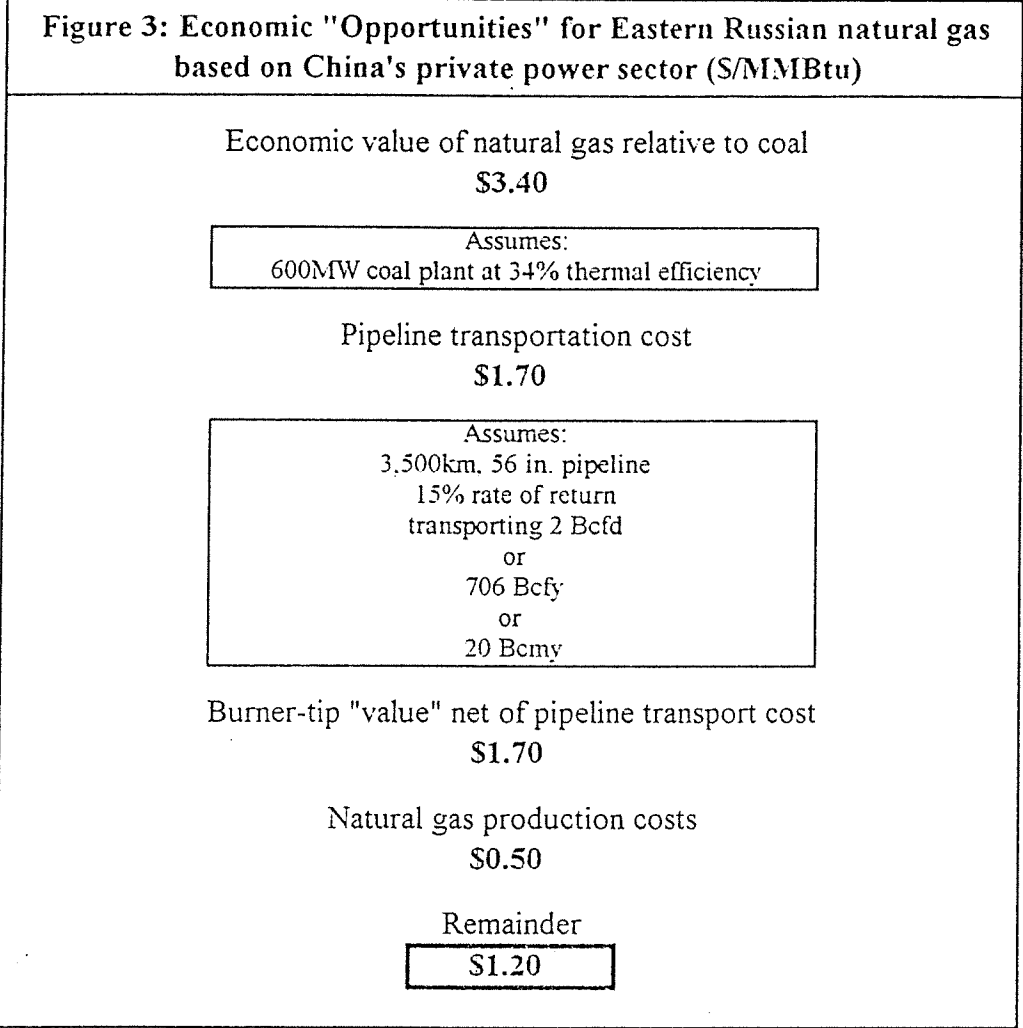 Figure 3: Economic "Opportunities" for Eastern Russian natural gas
based on China's private power sector ($/MMBtu)
Economic value of natural gas relative to coal
$3.40
Assumes:
600MW coal plant at 34% thermal efficiency
Pipeline transportation cost
$1.70
Assumes:
3,500km, 56 in. pipeline
15% rate of return
transporting 2 Bcfd
or
706 Bcfy
or
20 Bcmy
Burner-tip "value" net of pipeline transport cost
$1.70
Natural gas production costs
$0.50
Remainder
$1.20